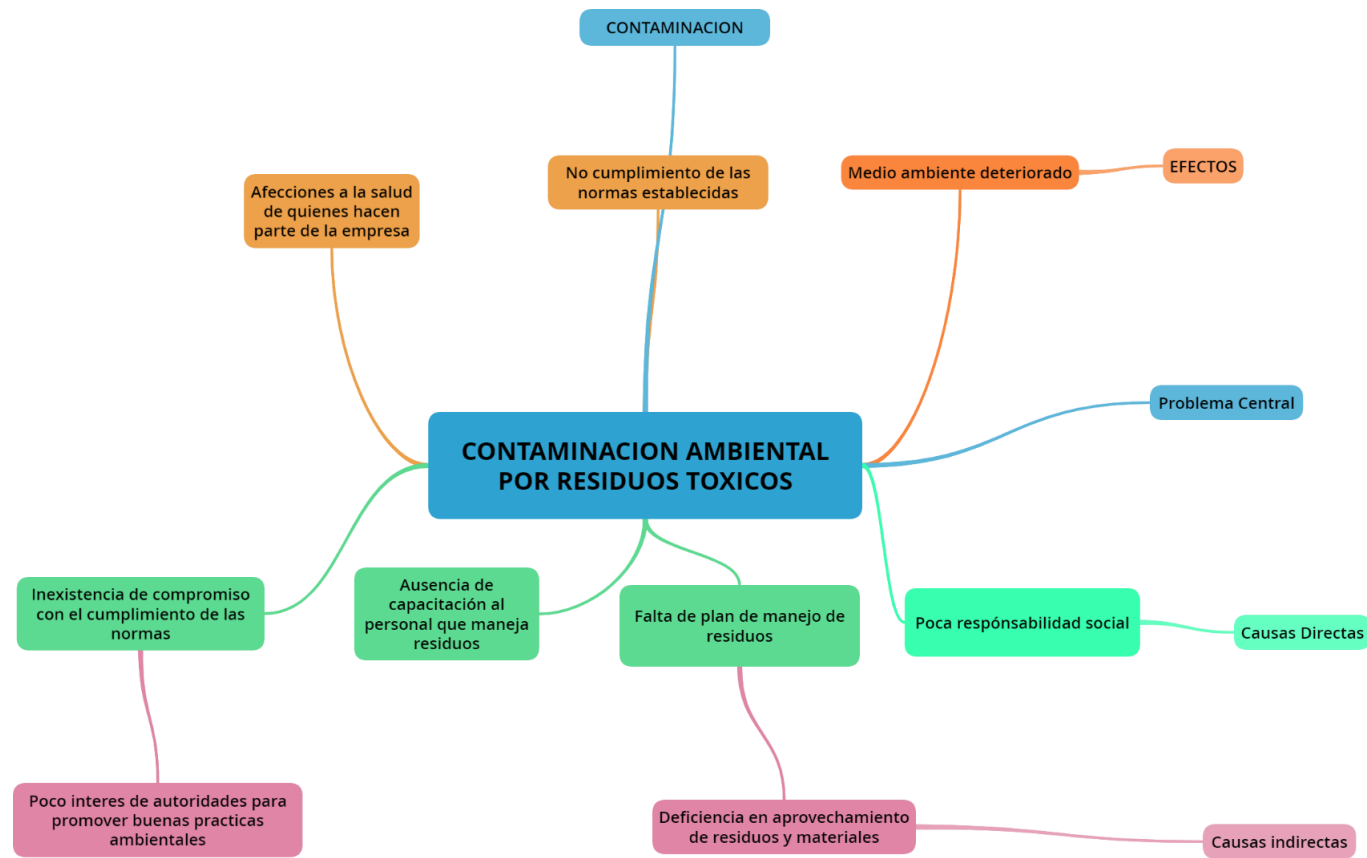 CONTAMINACION
No cumplimiento de las
normas establecidas
Medio ambiente deteriorado
EFECTOS
Afecciones a la salud
de quienes hacen
parte de la empresa
Problema Central
CONTAMINACION AMBIENTAL
POR RESIDUOS TOXICOS
Inexistencia de compromiso
con el cumplimiento de las
normas
Ausencia de
capacitación al
personal que maneja
residuos
Falta de plan de manejo de
residuos
Poca respónsabilidad social
Causas Directas
Poco interes de autoridades para
promover buenas practicas
ambientales
Deficiencia en aprovechamiento
de residuos y materiales
Causas indirectas